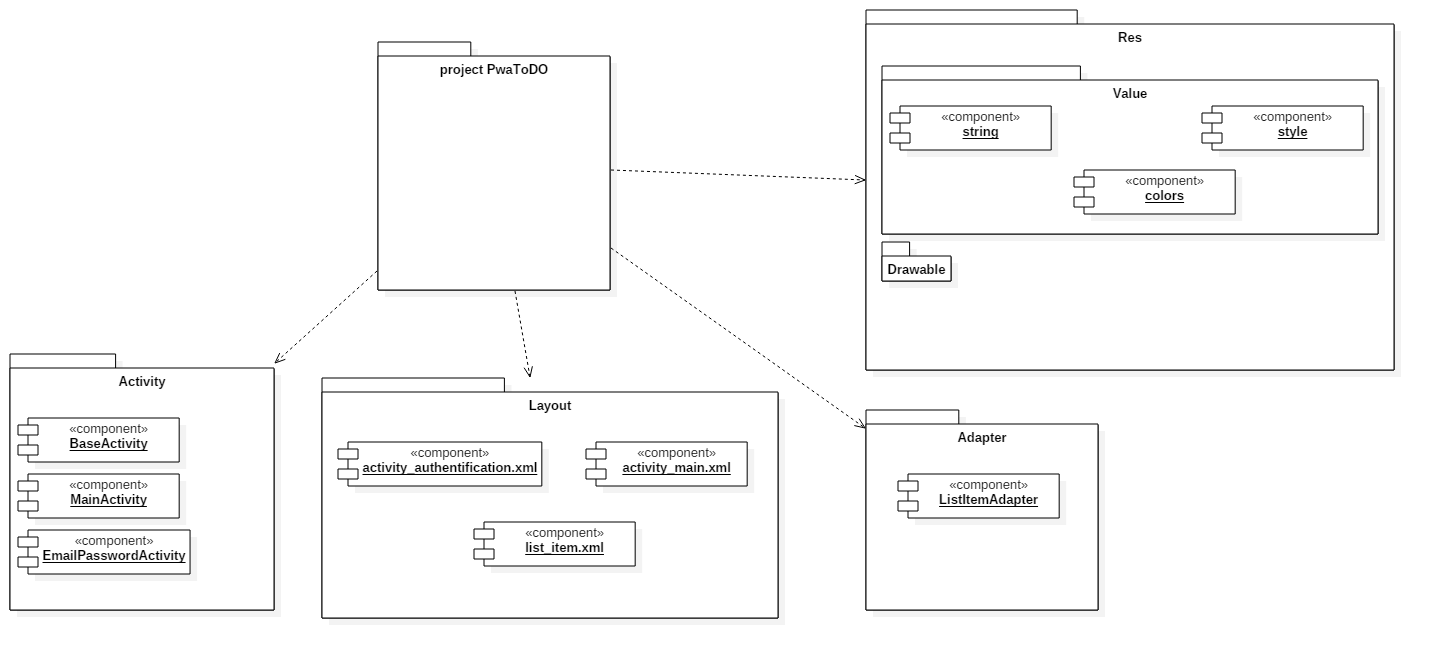 project PwaToDO
Res
Value
«component»
string
«component»
style
«component»
colors
Drawable
Activity
«component»
BaseActivity
«component»
MainActivity
«component»
EmailPasswordActivity
Layout
«component»
activity_authentification.xml
«component»
activity_main.xml
«component»
list_item.xml
Adapter
«component»
ListItemAdapter